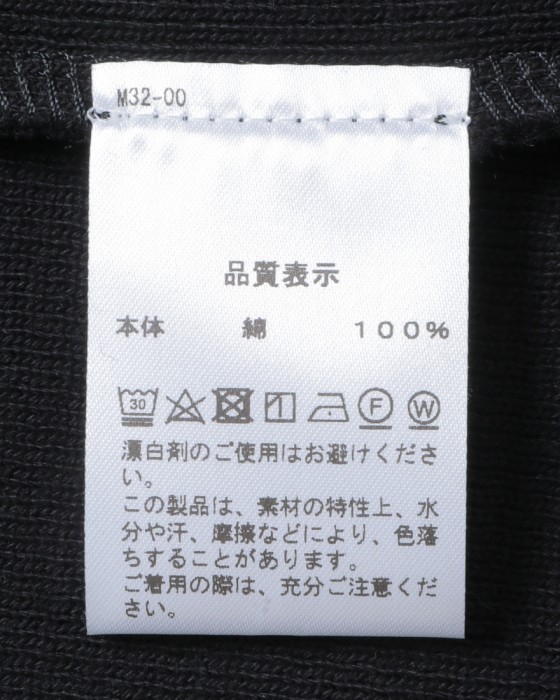 M32-00
品質表示
本体 綿 100%
30 F W
漂白剤のご使用はお避けくださ
い。
この製品は、素材の特性上、水
分や汗、摩擦などにより、色落
ちすることがあります。
ご着用の際は、充分ご注意くだ
さい。